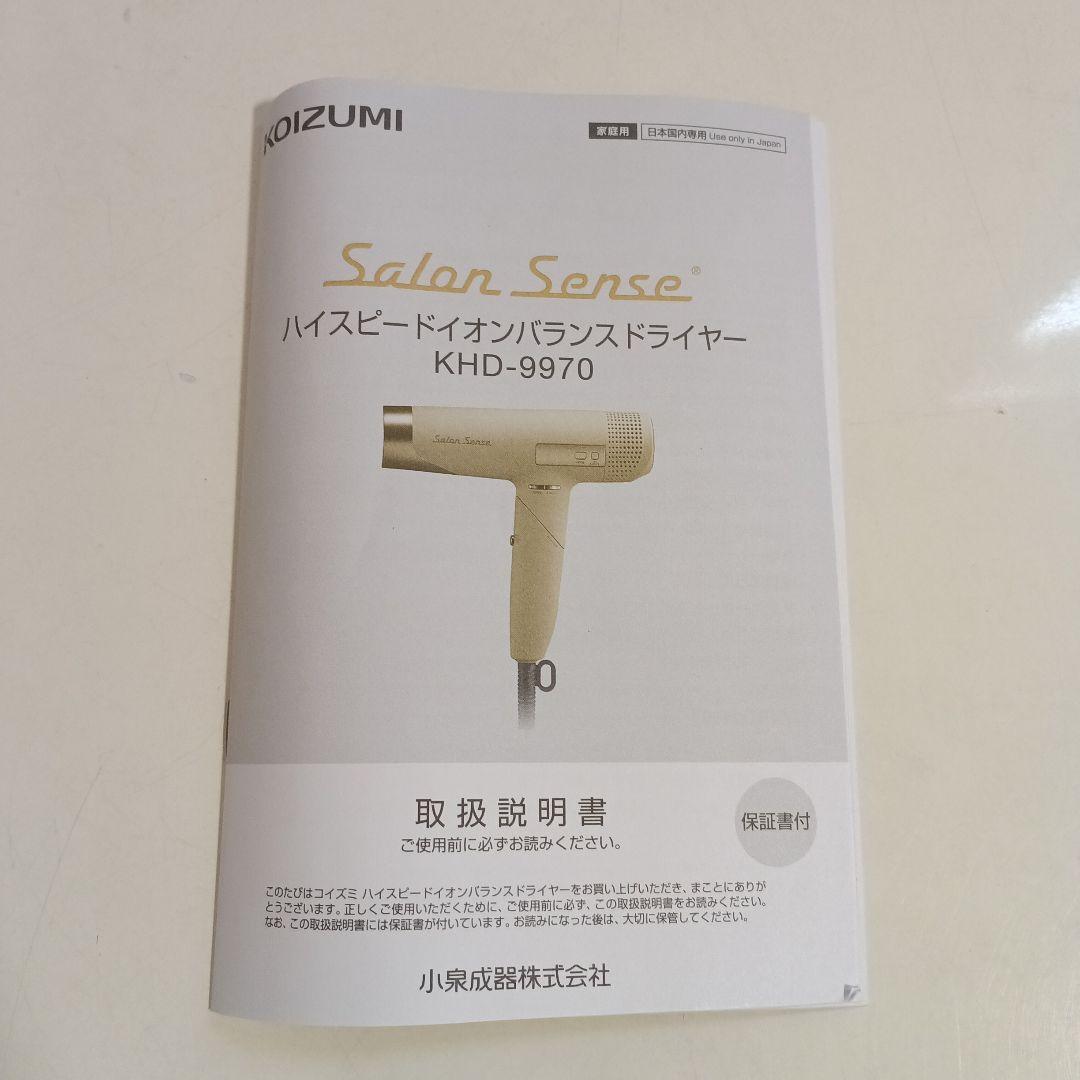 KOIZUMI
家庭用 日本国内専用 Use only in Japan
Salon Sense®
ハイスピードイオンバランスドライヤー
KHD-9970
Salon Sense
取扱説明書
ご使用前に必ずお読みください。
保証書付
このたびはコイズミ ハイスピードイオンバランスドライヤーをお買い上げいただき、まことにありが
とうございます。正しくご使用いただくために、ご使用前に必ず、この取扱説明書をお読みください。
なお、この取扱説明書には保証書が付いています。お読みになった後は、大切に保管してください。
小泉成器株式会社